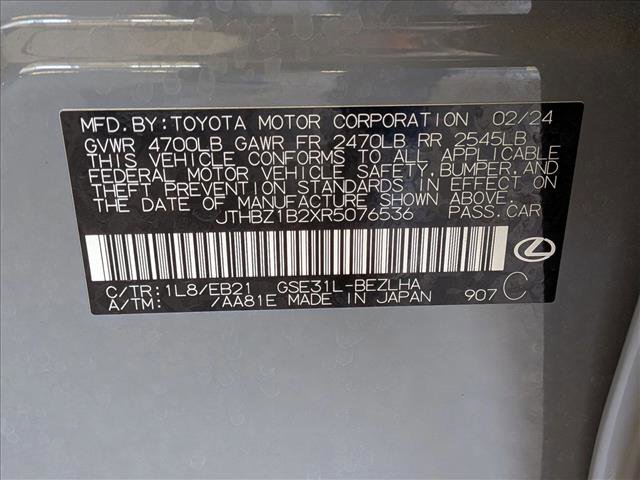 MFD. BY: TOYOTA MOTOR CORPORATION 02/24
GVWR 4700LB GAWR FR 2470LB RR 2545LB
THIS VEHICLE CONFORMS TO ALL APPLICABLE
FEDERAL MOTOR VEHICLE SAFETY, BUMPER, AND
THEFT PREVENTION STANDARDS IN EFFECT ON
THE DATE OF MANUFACTURE SHOWN ABOVE.
JTHBZ1B2XR5076536 PASS. CAR
C/TR: 1L8/EB21 GSE31L-BEZLHA
A/TM: /AA81E MADE IN JAPAN 907 C